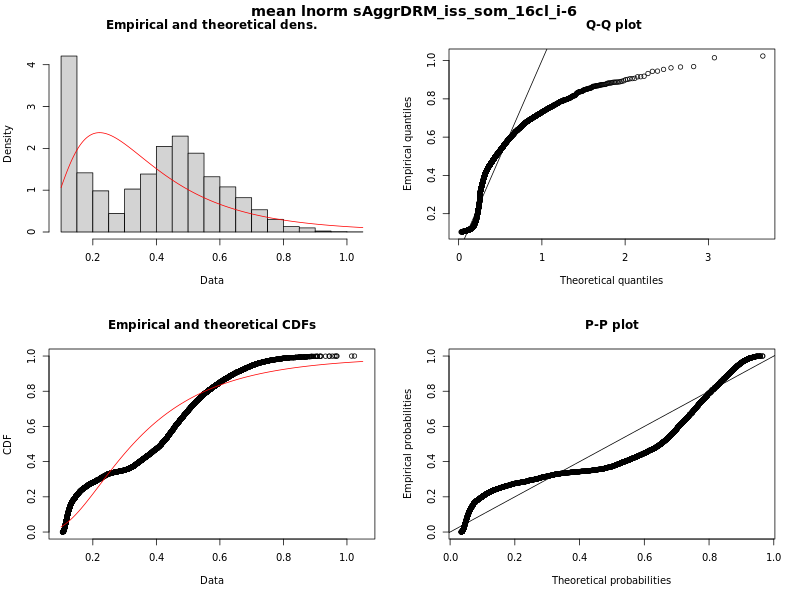 mean lnorm sAggrDRM_iss_som_16cl_i-6
Empirical and theoretical dens.
Density
0 1 2 3 4
0.2 0.4 0.6 0.8 1.0
Data
Q-Q plot
Empirical quantiles
0.2 0.4 0.6 0.8 1.0
0 1 2 3
Theoretical quantiles
Empirical and theoretical CDFs
CDF
0.0 0.2 0.4 0.6 0.8 1.0
0.2 0.4 0.6 0.8 1.0
Data
P-P plot
Empirical probabilities
0.0 0.2 0.4 0.6 0.8 1.0
0.0 0.2 0.4 0.6 0.8 1.0
Theoretical probabilities